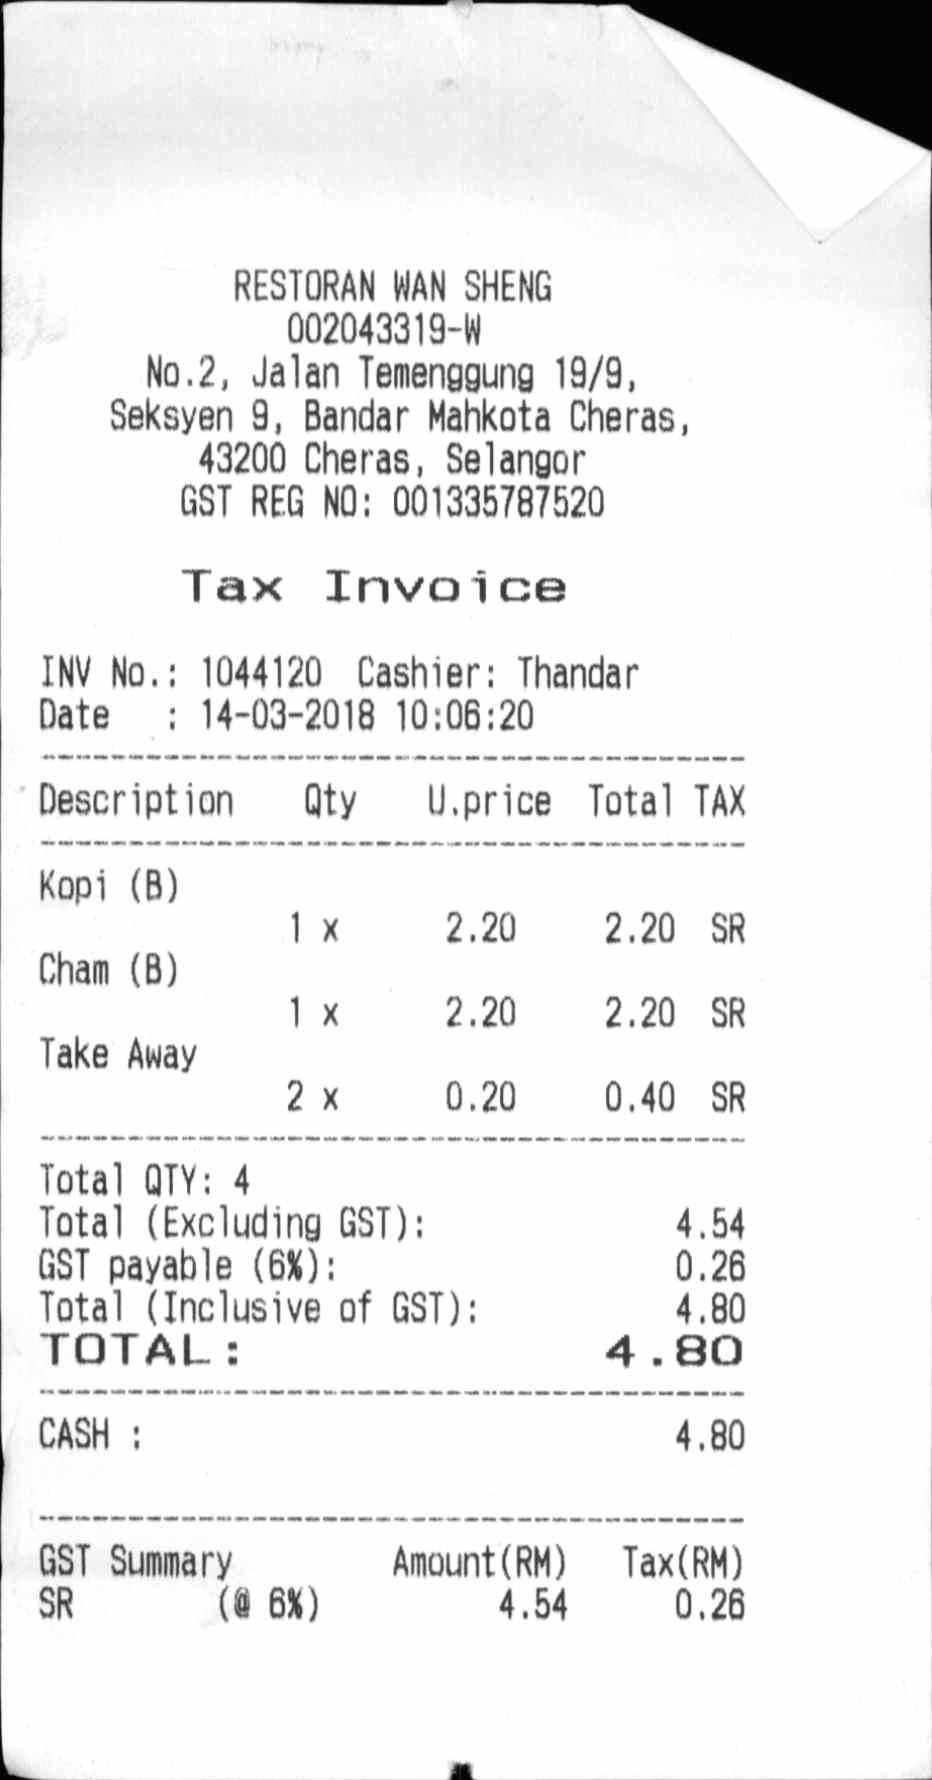 RESTORAN WAN SHENG
002043319-W
No.2, Jalan Temenggung 19/9,
Seksyen 9, Bandar Mahkota Cheras,
43200 Cheras, Selangor
GST REG NO: 001335787520
Tax Invoice
INV No.: 1044120 Cashier: Thandar
Date : 14-03-2018 10:06:20
Description Qty U.price Total TAX
Kopi (B)
1 x 2.20 2.20 SR
Cham (B)
1 x 2.20 2.20 SR
Take Away
2 x 0.20 0.40 SR
Total QTY: 4
Total (Excluding GST): 4.54
GST payable (6%): 0.26
Total (Inclusive of GST): 4.80
TOTAL: 4.80
CASH : 4.80
GST Summary Amount(RM) Tax(RM)
SR (@ 6%) 4.54 0.26